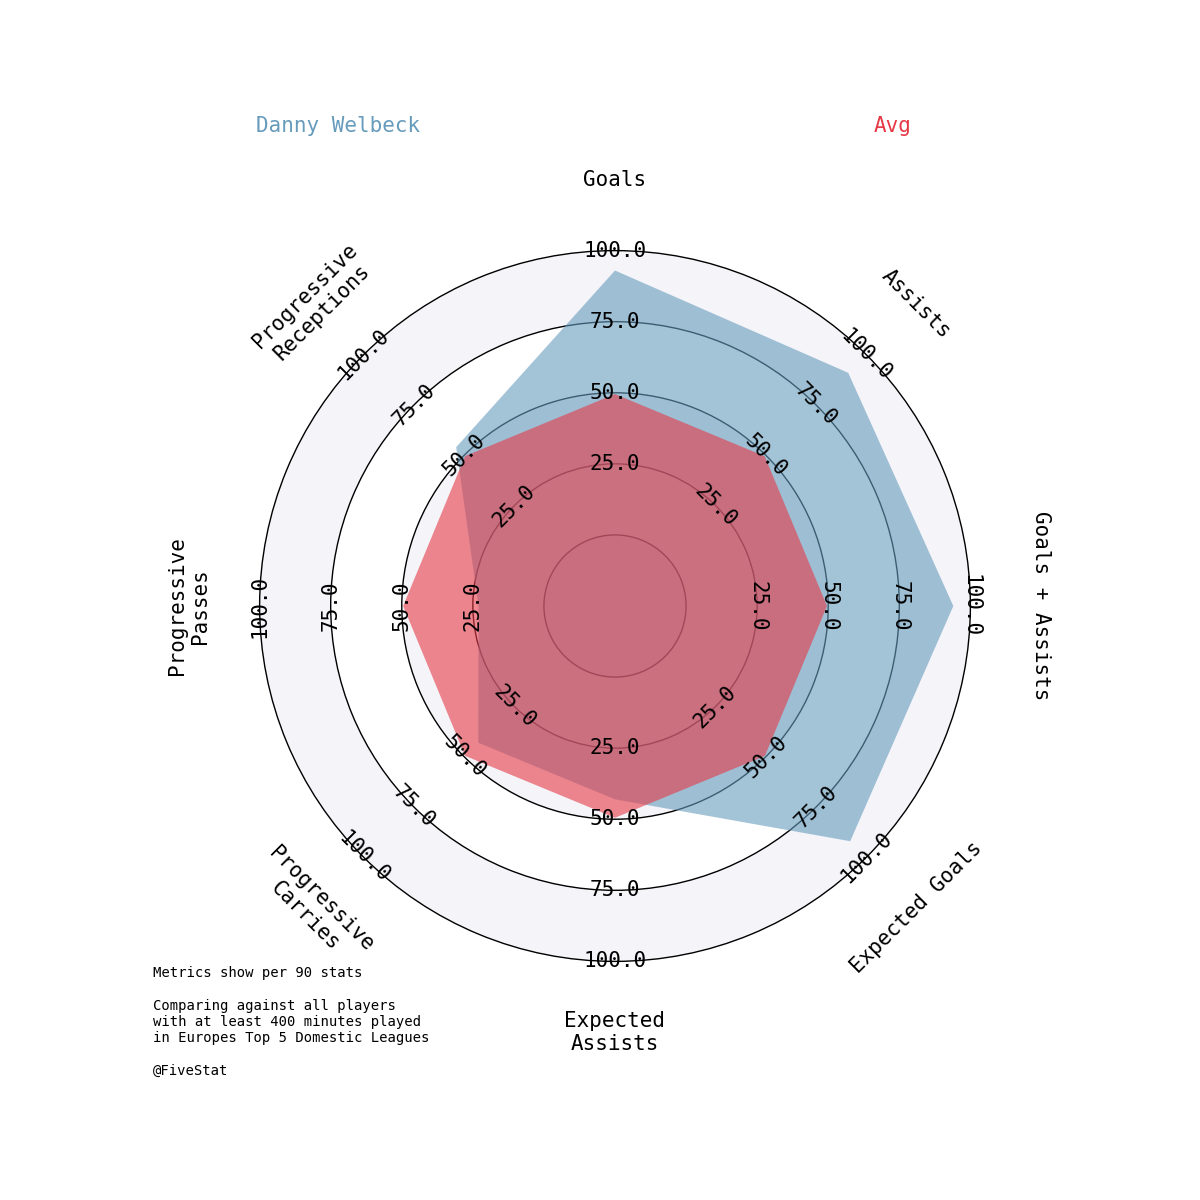 Danny Welbeck
Avg
Goals
Assists
Goals + Assists
Expected Goals
Expected
Assists
Progressive
Carries
Progressive
Passes
Progressive
Receptions
25.0
50.0
75.0
100.0
25.0
50.0
75.0
100.0
25.0
50.0
75.0
100.0
25.0
50.0
75.0
100.0
25.0
50.0
75.0
100.0
25.0
50.0
75.0
100.0
25.0
50.0
75.0
100.0
25.0
50.0
75.0
100.0
Metrics show per 90 stats
Comparing against all players
with at least 400 minutes played
in Europes Top 5 Domestic Leagues
@FiveStat